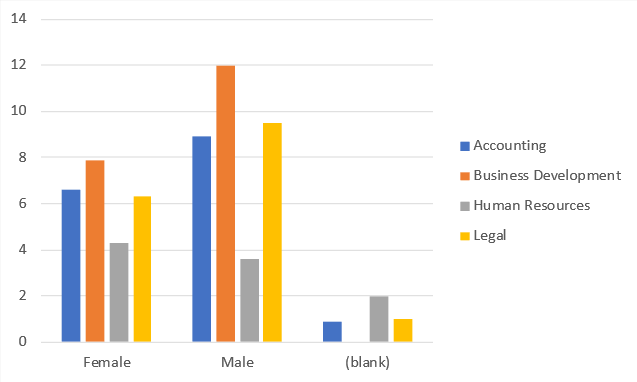 14
12
10
8
6
4
2
0
Female Male (blank)
Accounting
Business Development
Human Resources
Legal